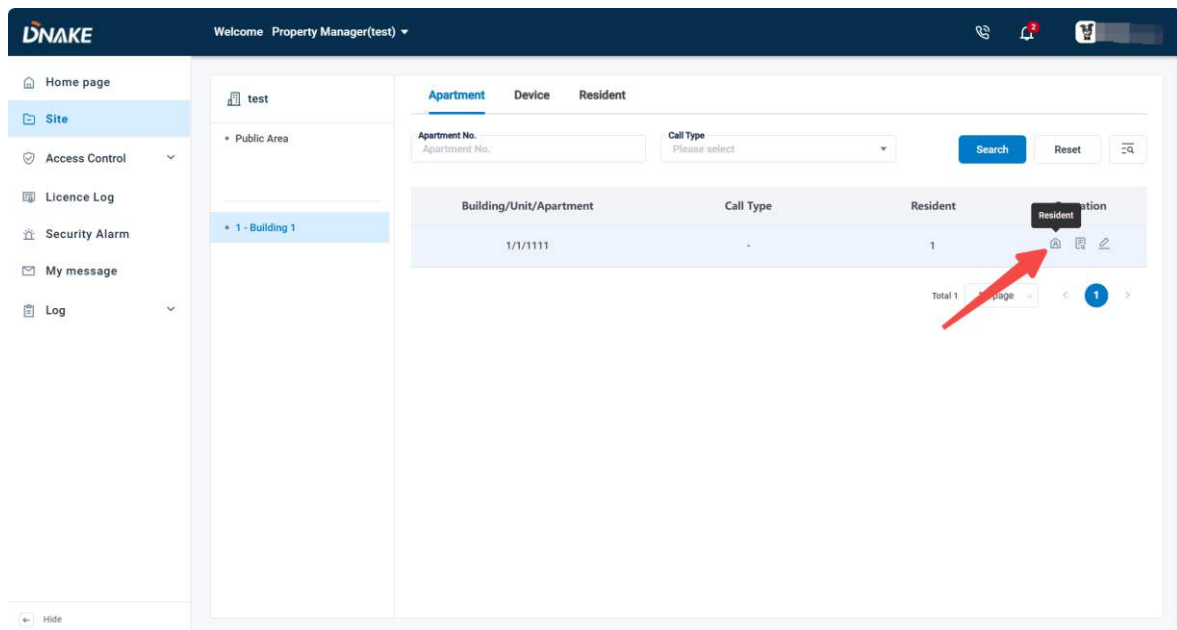 DNAKE
Welcome Property Manager(test)
2
Home page
Site
Access Control
Licence Log
Security Alarm
My message
Log
Hide
test
Public Area
1 - Building 1
Apartment Device Resident
Apartment No.
Apartment No.
Call Type
Please select
Search Reset
Building/Unit/Apartment Call Type Resident
Resident
1/1/1111 - 1
Total 1 page 1